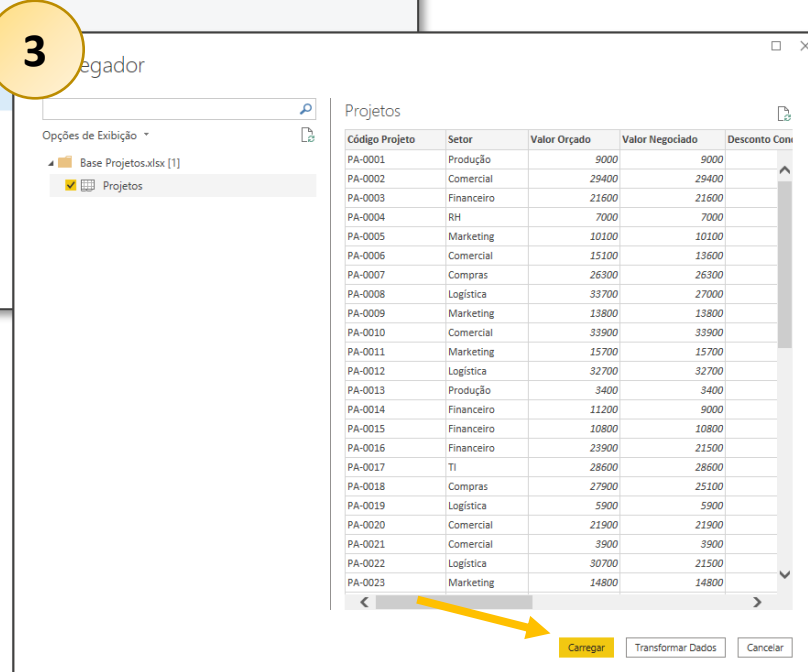 3
egador
Projetos
Opções de Exibição
Base Projetos.xlsx [1]
Projetos
Código Projeto Setor Valor Orçado Valor Negociado Desconto Conc
PA-0001 Produção 9000 9000
PA-0002 Comercial 29400 29400
PA-0003 Financeiro 21600 21600
PA-0004 RH 7000 7000
PA-0005 Marketing 10100 10100
PA-0006 Comercial 15100 13600
PA-0007 Compras 26300 26300
PA-0008 Logística 33700 27000
PA-0009 Marketing 13800 13800
PA-0010 Comercial 33900 33900
PA-0011 Marketing 15700 15700
PA-0012 Logística 32700 32700
PA-0013 Produção 3400 3400
PA-0014 Financeiro 11200 9000
PA-0015 Financeiro 10800 10800
PA-0016 Financeiro 23900 21500
PA-0017 TI 28600 28600
PA-0018 Compras 27900 25100
PA-0019 Logística 5900 5900
PA-0020 Comercial 21900 21900
PA-0021 Comercial 3900 3900
PA-0022 Logística 30700 21500
PA-0023 Marketing 14800 14800
Carregar Transformar Dados Cancelar